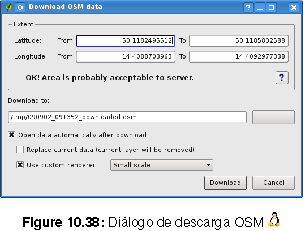 Download OSM data
Extent
Latitude: From To
Longitude From To
OK! Area is probably acceptable to server. ?
Download to:
Open data automatically after download
Replace current data (current layer will be removed)
Use custom renderer Small scale
Download Cancel
Figure 10.38: Diálogo de descarga OSM